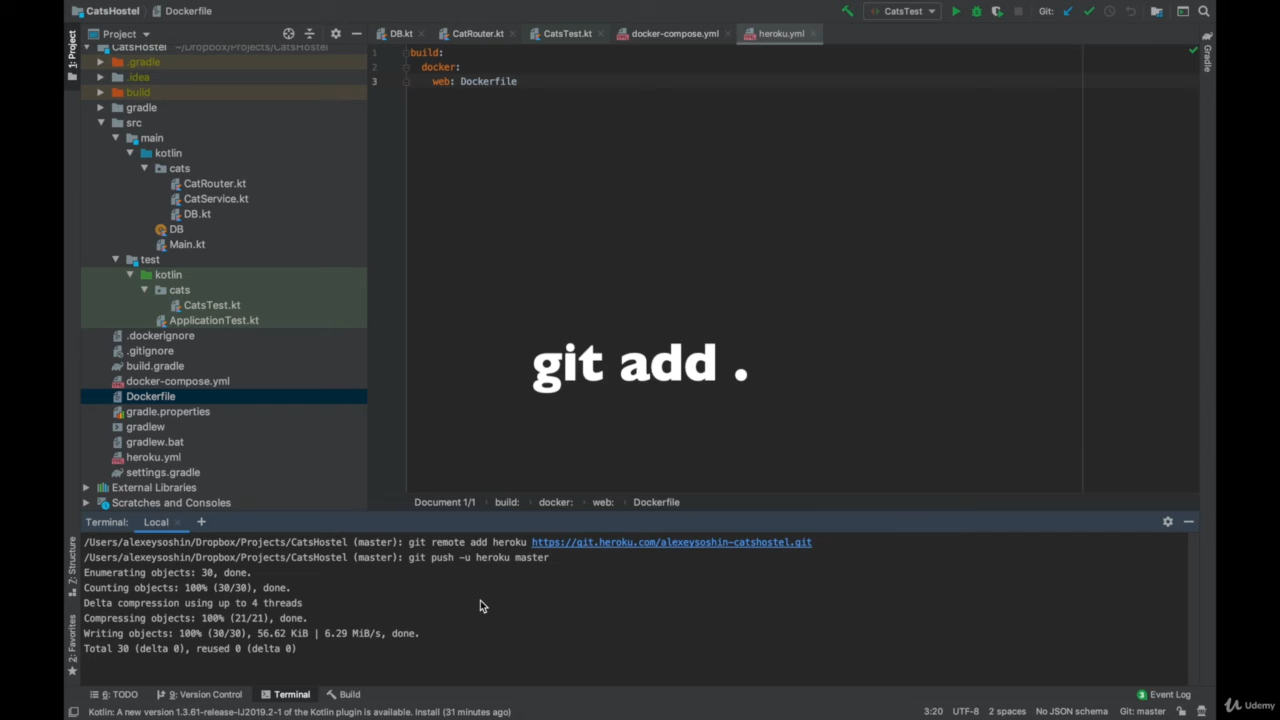 CatsHostel
Dockerfile
CatsTest
Git:
1: Project
Project
DB.kt
CatRouter.kt
CatsTest.kt
docker-compose.yml
heroku.yml
Gradle
CatsHostel ~/Dropbox/Projects/CatsHostel
.gradle
.idea
build
gradle
src
main
kotlin
cats
CatRouter.kt
CatService.kt
DB.kt
DB
Main.kt
test
kotlin
cats
CatsTest.kt
ApplicationTest.kt
.dockerignore
.gitignore
build.gradle
docker-compose.yml
Dockerfile
gradle.properties
gradlew
gradlew.bat
heroku.yml
settings.gradle
External Libraries
Scratches and Consoles
1 build:
2 docker:
3 web: Dockerfile
git add .
Document 1/1 build: docker: web: Dockerfile
Terminal: Local +
7: Structure
2: Favorites
/Users/alexeysoshin/Dropbox/Projects/CatsHostel (master): git remote add heroku https://git.heroku.com/alexeysoshin-catshostel.git
/Users/alexeysoshin/Dropbox/Projects/CatsHostel (master): git push -u heroku master
Enumerating objects: 30, done.
Counting objects: 100% (30/30), done.
Delta compression using up to 4 threads
Compressing objects: 100% (21/21), done.
Writing objects: 100% (30/30), 56.62 KiB | 6.29 MiB/s, done.
Total 30 (delta 0), reused 0 (delta 0)
6: TODO
9: Version Control
Terminal
Build
3 Event Log
Kotlin: A new version 1.3.61-release-IJ2019.2-1 of the Kotlin plugin is available. Install (31 minutes ago)
3:20 UTF-8 2 spaces No JSON schema Git: master
Udemy